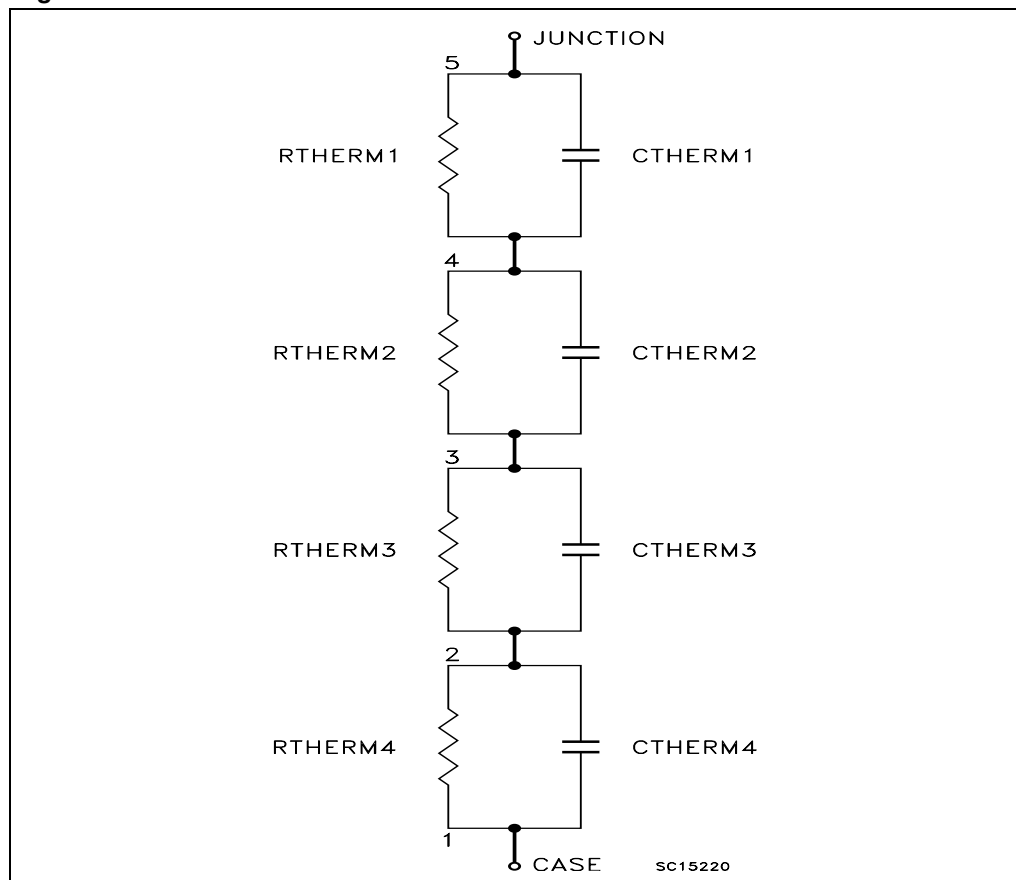 JUNCTION
5
RTHERM1 CTHERM1
4
RTHERM2 CTHERM2
3
RTHERM3 CTHERM3
2
RTHERM4 CTHERM4
1
CASE SC15220